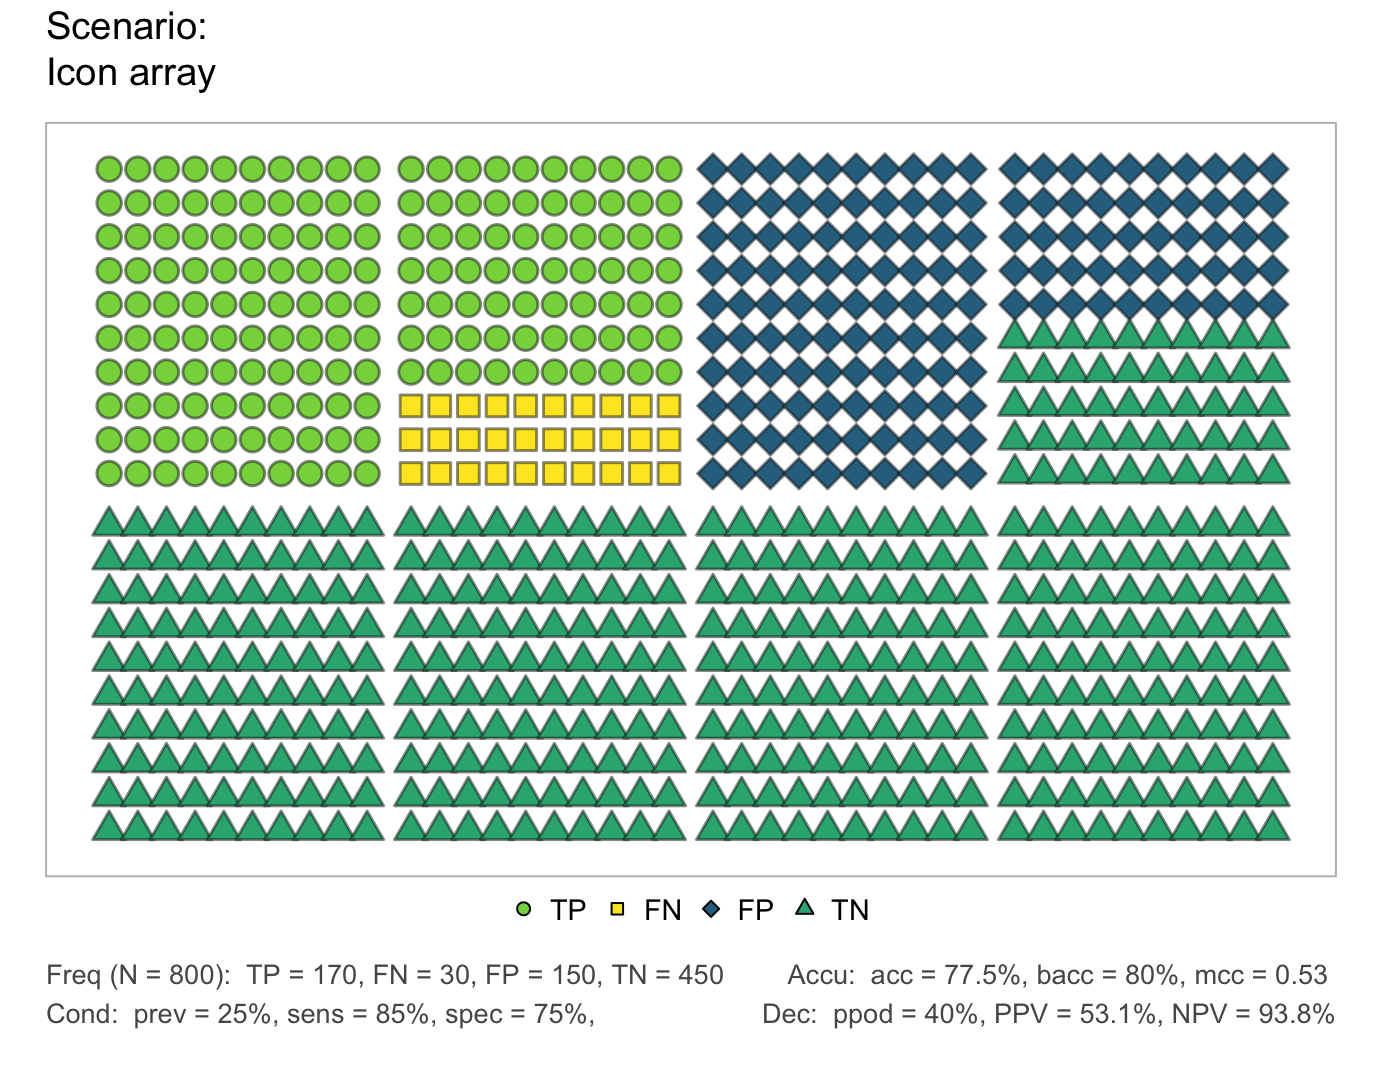 Scenario:
Icon array
TP FN FP TN
Freq (N = 800): TP = 170, FN = 30, FP = 150, TN = 450
Accu: acc = 77.5%, bacc = 80%, mcc = 0.53
Cond: prev = 25%, sens = 85%, spec = 75%,
Dec: ppod = 40%, PPV = 53.1%, NPV = 93.8%